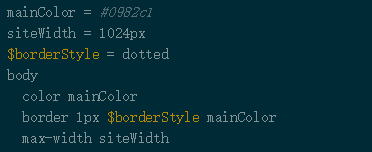 mainColor = #0982c1
siteWidth = 1024px
$borderStyle = dotted
body
  color mainColor
  border 1px $borderStyle mainColor
  max-width siteWidth